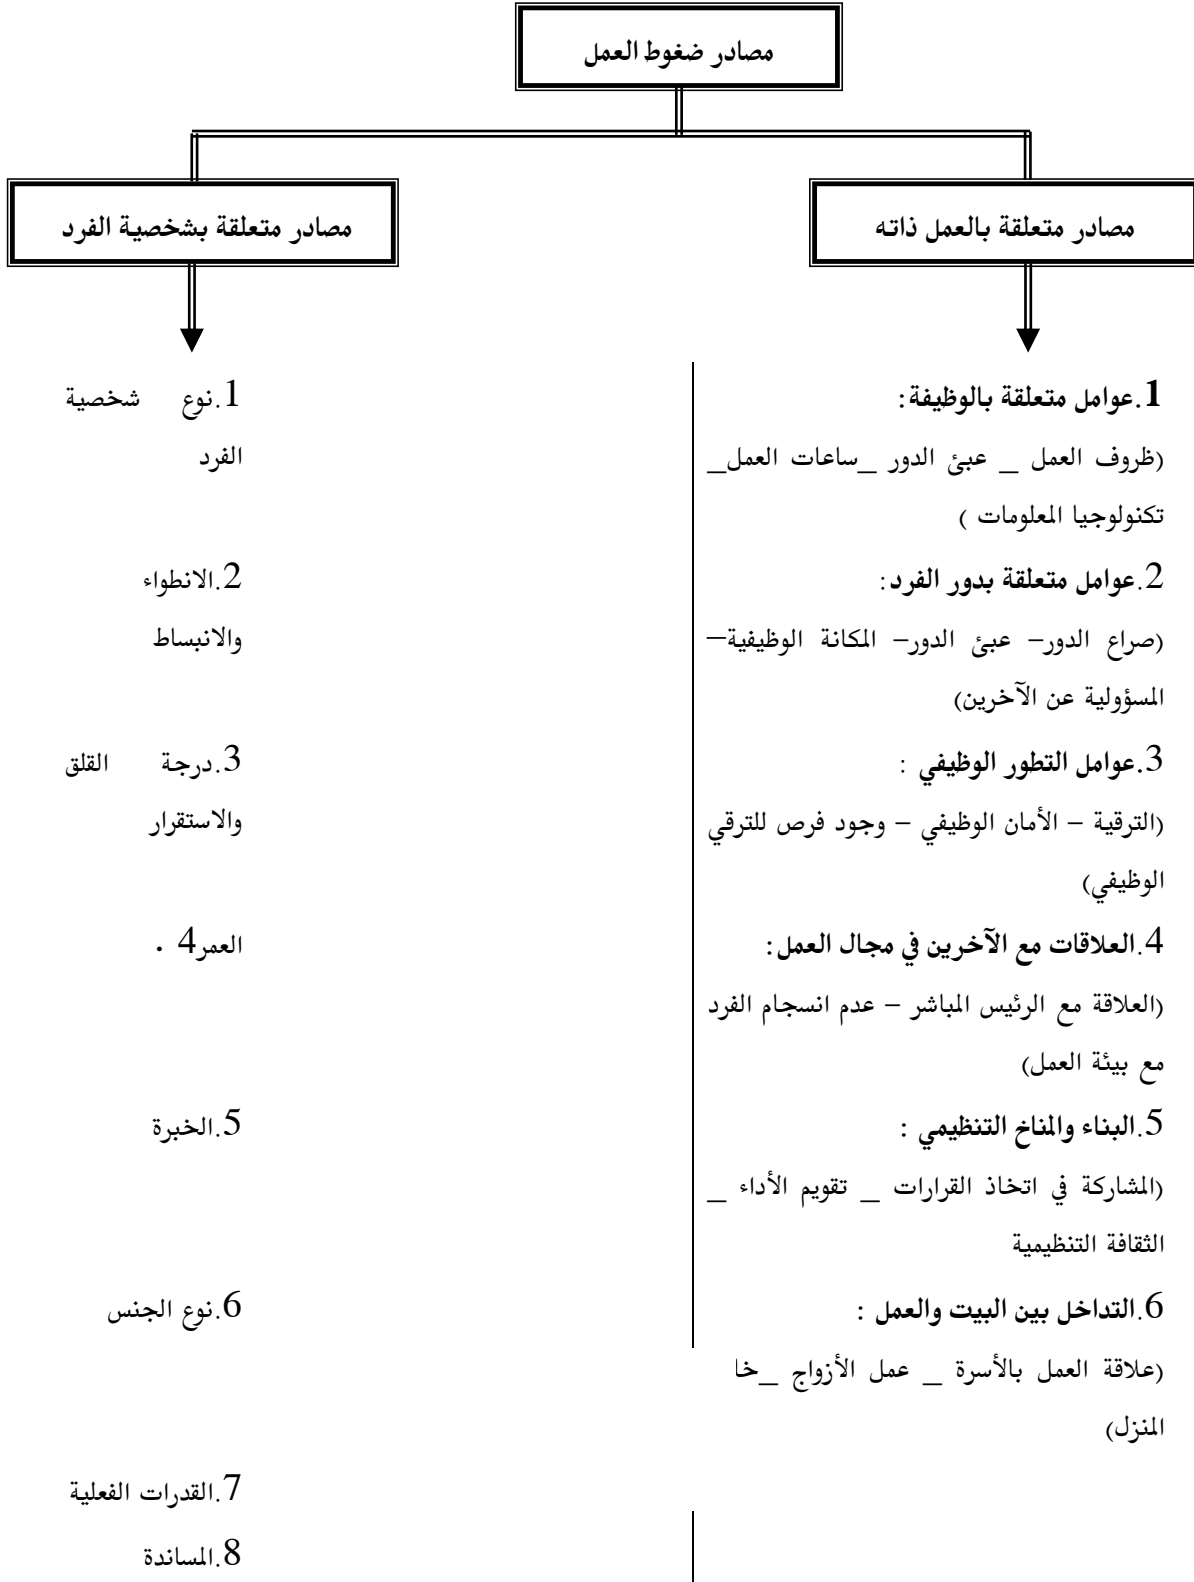 مصادر ضغوط العمل
مصادر متعلقة بالعمل ذاته
مصادر متعلقة بشخصية الفرد
1.عوامل متعلقة بالوظيفة:
(ظروف العمل _ عبئ الدور _ساعات العمل_
تكنولوجيا المعلومات )
2.عوامل متعلقة بدور الفرد:
(صراع الدور– عبئ الدور– المكانة الوظيفية–
المسؤولية عن الآخرين)
3.عوامل التطور الوظيفي :
(الترقية – الأمان الوظيفي – وجود فرص للترقي
الوظيفي)
4.العلاقات مع الآخرين في مجال العمل:
(العلاقة مع الرئيس المباشر – عدم انسجام الفرد
مع بيئة العمل)
5.البناء والمناخ التنظيمي :
(المشاركة في اتخاذ القرارات _ تقويم الأداء _
الثقافة التنظيمية
6.التداخل بين البيت والعمل :
(علاقة العمل بالأسرة _ عمل الأزواج _خا
المنزل)
1.نوع شخصية
الفرد
2.الانطواء
والانبساط
3.درجة القلق
والاستقرار
العمر4 .
5.الخبرة
6.نوع الجنس
7.القدرات الفعلية
8.المساندة